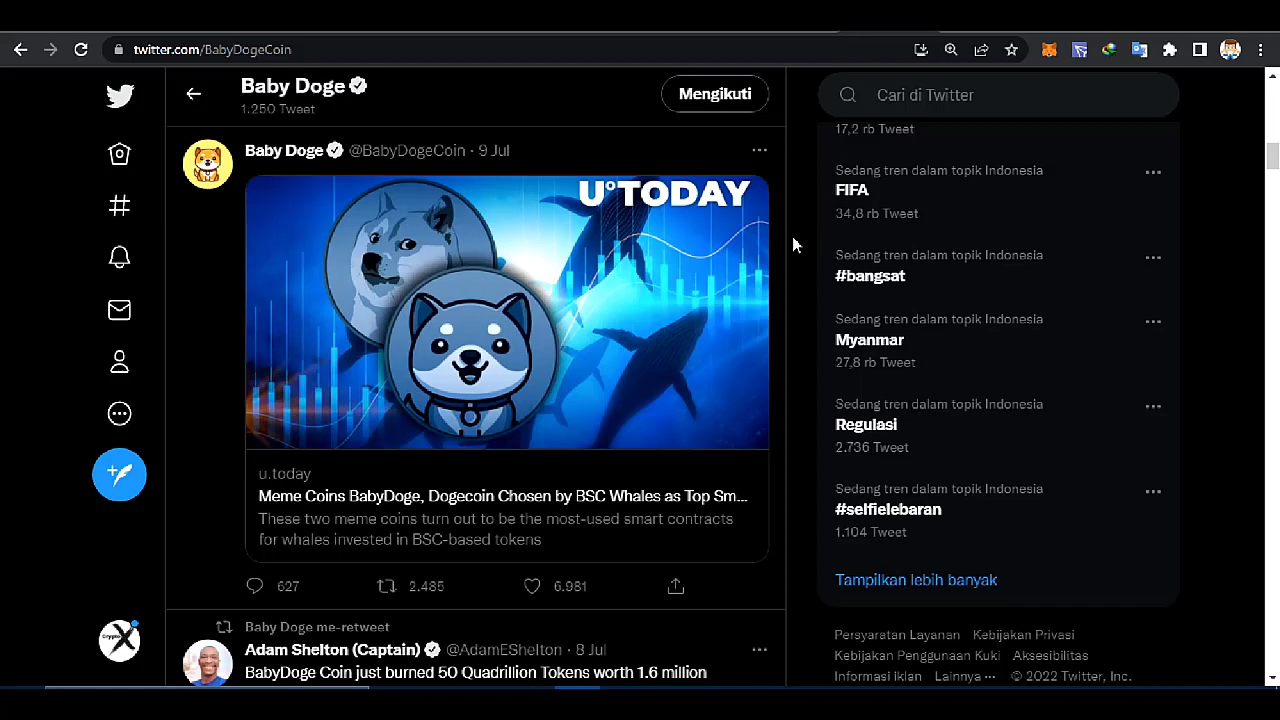 twitter.com/BabyDogeCoin
Baby Doge
1.250 Tweet
Mengikuti
Baby Doge @BabyDogeCoin · 9 Jul
U°TODAY
u.today
Meme Coins BabyDoge, Dogecoin Chosen by BSC Whales as Top Sm...
These two meme coins turn out to be the most-used smart contracts
for whales invested in BSC-based tokens
627 2.485 6.981
Baby Doge me-retweet
Adam Shelton (Captain) @AdamEShelton · 8 Jul
BabyDoge Coin just burned 50 Quadrillion Tokens worth 1.6 million
Cari di Twitter
17,2 rb Tweet
Sedang tren dalam topik Indonesia
FIFA
34,8 rb Tweet
Sedang tren dalam topik Indonesia
#bangsat
Sedang tren dalam topik Indonesia
Myanmar
27,8 rb Tweet
Sedang tren dalam topik Indonesia
Regulasi
2.736 Tweet
Sedang tren dalam topik Indonesia
#selfielebaran
1.104 Tweet
Tampilkan lebih banyak
Persyaratan Layanan Kebijakan Privasi
Kebijakan Penggunaan Kuki Aksesibilitas
Informasi iklan Lainnya ··· © 2022 Twitter, Inc.
Crypto X